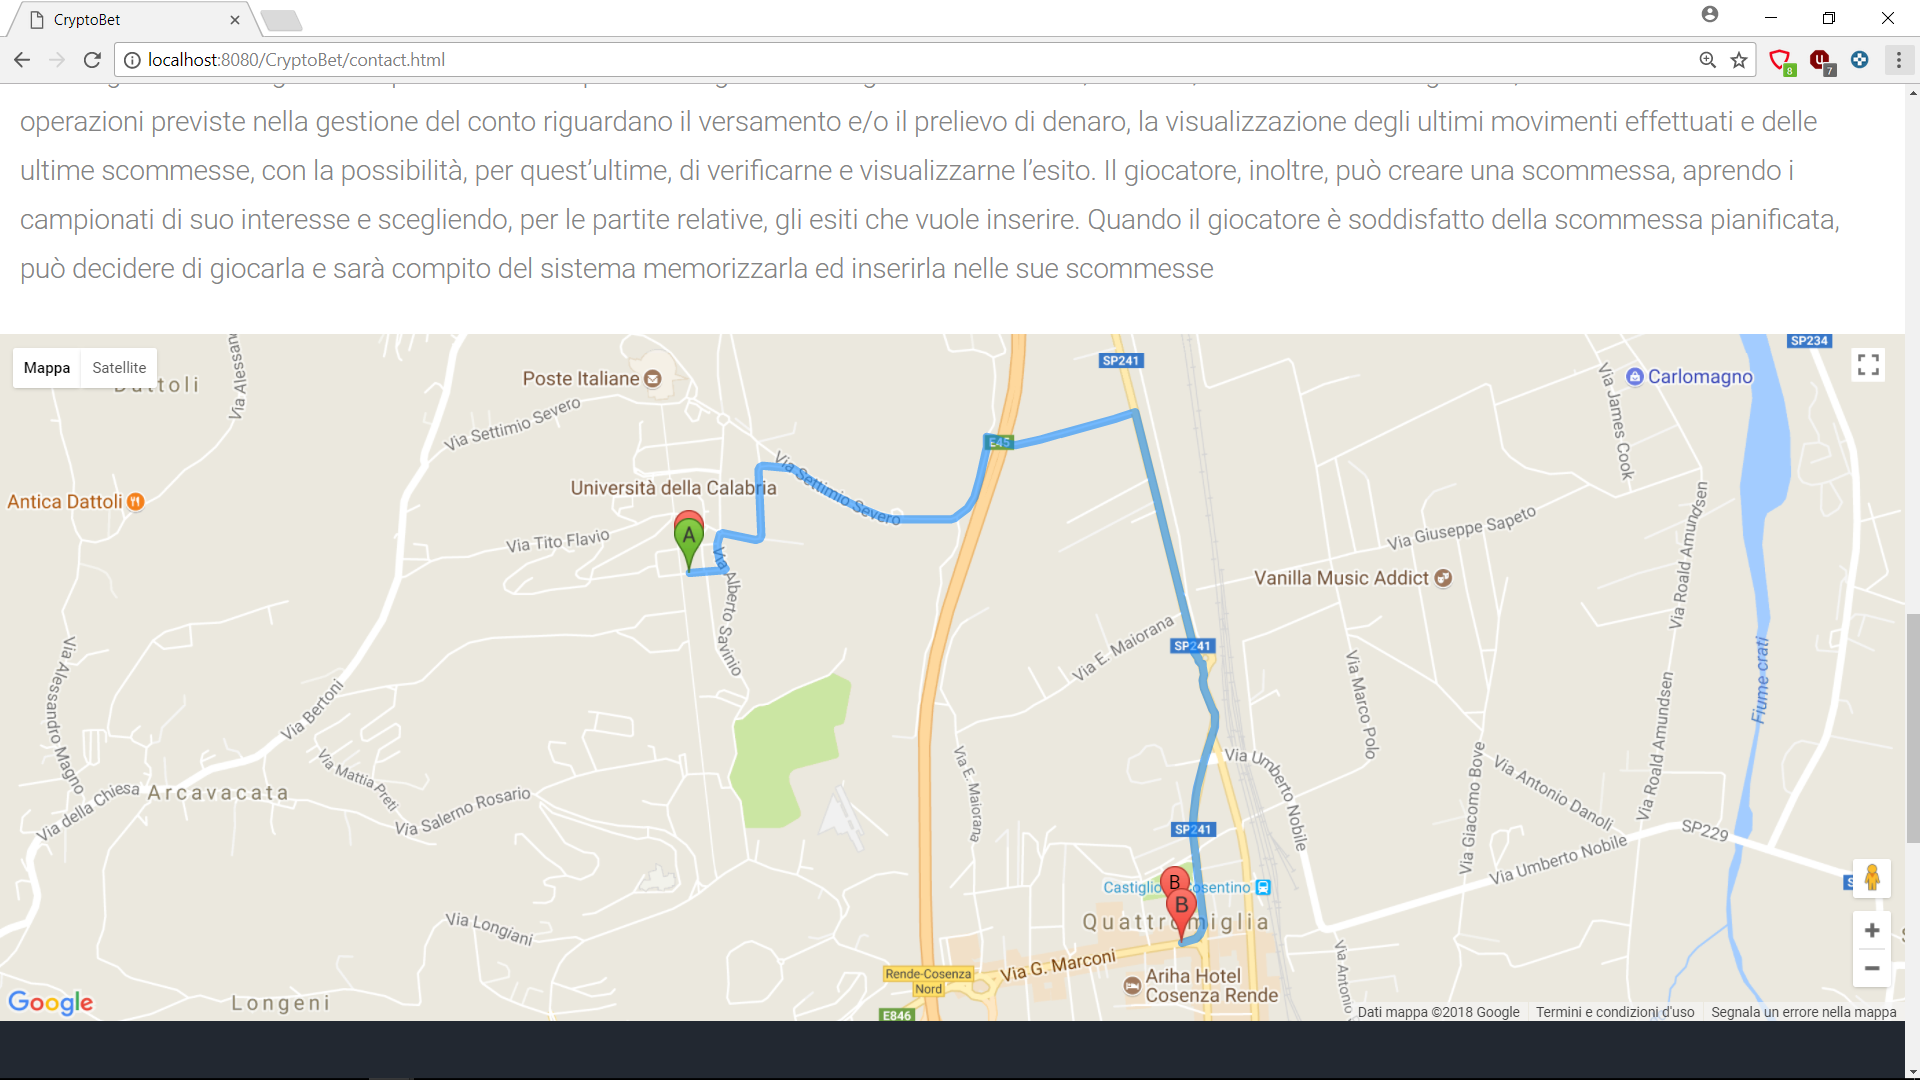 CryptoBet
localhost:8080/CryptoBet/contact.html
8
7
operazioni previste nella gestione del conto riguardano il versamento e/o il prelievo di denaro, la visualizzazione degli ultimi movimenti effettuati e delle
ultime scommesse, con la possibilità, per quest’ultime, di verificarne e visualizzarne l’esito. Il giocatore, inoltre, può creare una scommessa, aprendo i
campionati di suo interesse e scegliendo, per le partite relative, gli esiti che vuole inserire. Quando il giocatore è soddisfatto della scommessa pianificata,
può decidere di giocarla e sarà compito del sistema memorizzarla ed inserirla nelle sue scommesse
Mappa
Satellite
Dattoli
Via Alessan
Poste Italiane
SP241
SP234
Carlomagno
Via James Cook
Via Settimio Severo
E45
Via Settimio Severo
Università della Calabria
Antica Dattoli
A
Via Tito Flavio
Via Alberto Savinio
Via Giuseppe Sapeto
Via Roald Amundsen
Vanilla Music Addict
Via E. Maiorana
SP241
Via Alessandro Magno
Via Bertoni
Via Marco Polo
Via Roald Amundsen
Fiume crati
Via E. Maiorana
Via Umberto Nobile
Via Giacomo Bove
Via Antonio Danoli
Via Mattia Preti
Via della Chiesa
Arcavacata
Via Salerno Rosario
SP241
SP229
Via Umberto Nobile
B
Castiglio
osentino
B
Quattromiglia
Via Longiani
Via G. Marconi
Rende-Cosenza
Nord
Ariha Hotel
Cosenza Rende
Via Antonio
E846
Longeni
Google
Dati mappa ©2018 Google
Termini e condizioni d'uso
Segnala un errore nella mappa